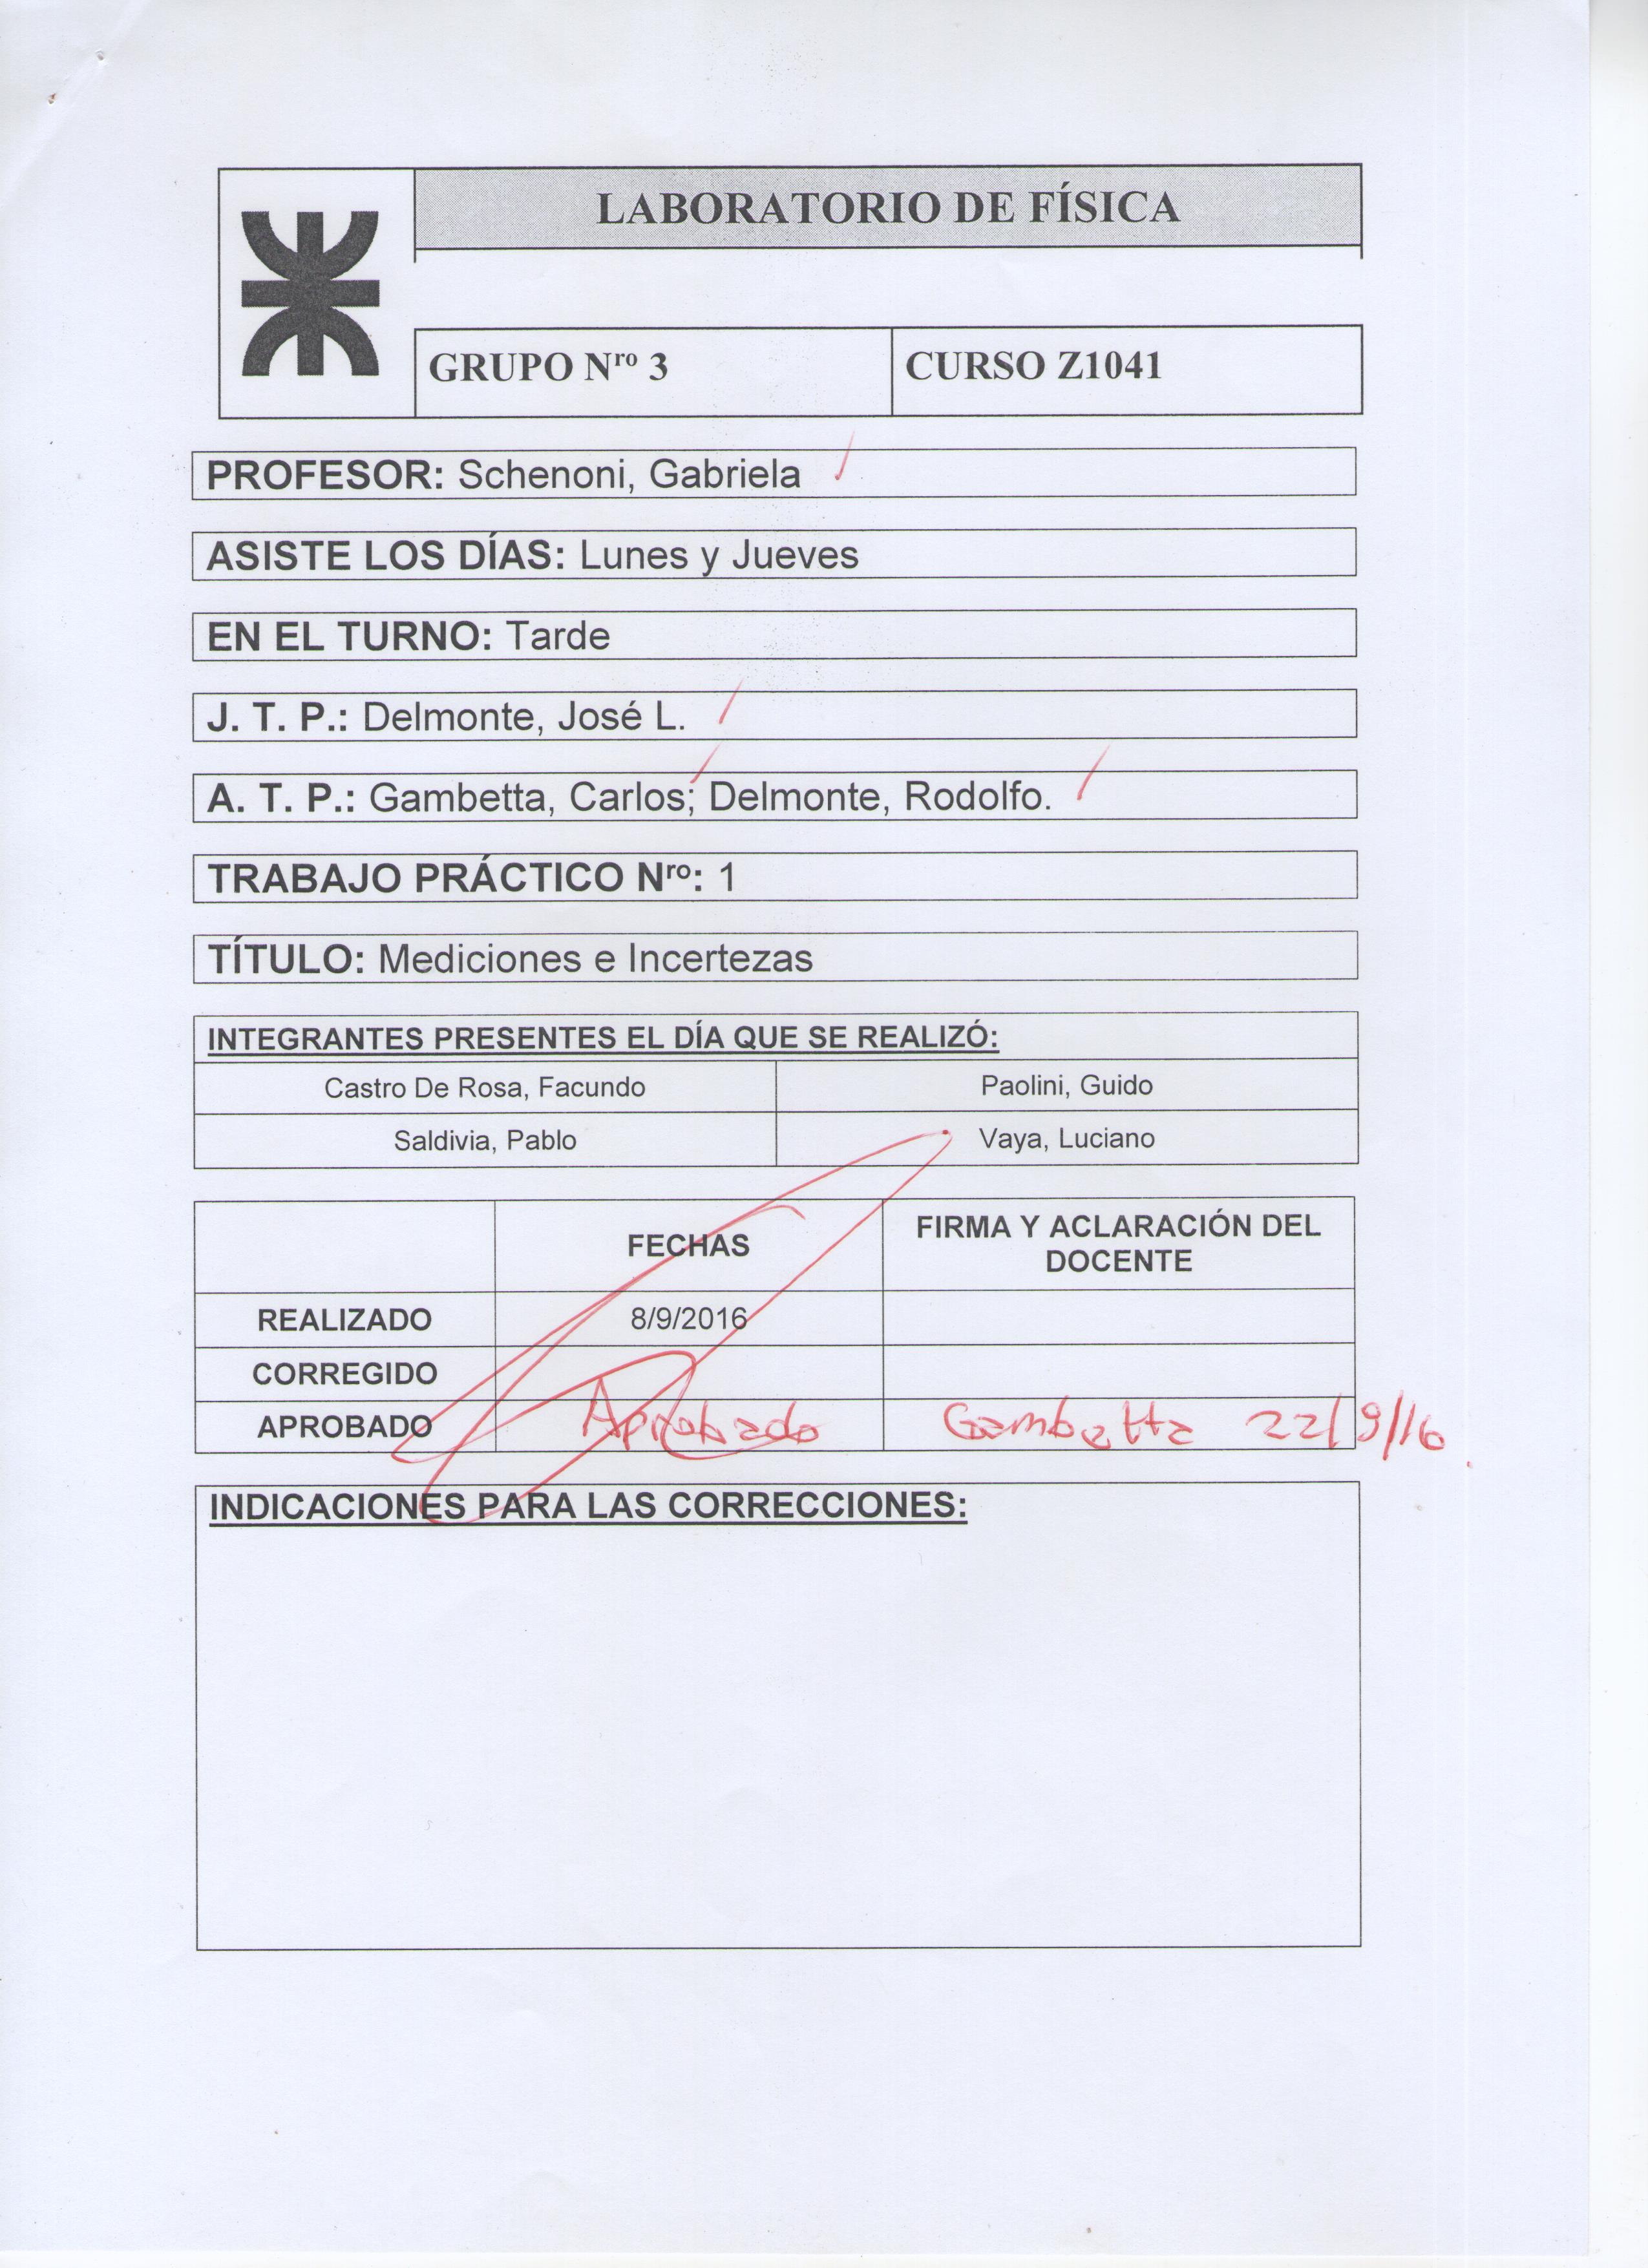 LABORATORIO DE FÍSICA
GRUPO Nro 3
CURSO Z1041
PROFESOR: Schenoni, Gabriela
ASISTE LOS DÍAS: Lunes y Jueves
EN EL TURNO: Tarde
J. T. P.: Delmonte, José L.
A. T. P.: Gambetta, Carlos; Delmonte, Rodolfo.
TRABAJO PRÁCTICO Nro: 1
TÍTULO: Mediciones e Incertezas
INTEGRANTES PRESENTES EL DÍA QUE SE REALIZÓ:
Castro De Rosa, Facundo
Paolini, Guido
Saldivia, Pablo
Vaya, Luciano
FECHAS
FIRMA Y ACLARACIÓN DEL
DOCENTE
REALIZADO
8/9/2016
CORREGIDO
APROBADO
Aprobado
Gambetta 22/9/16
INDICACIONES PARA LAS CORRECCIONES: